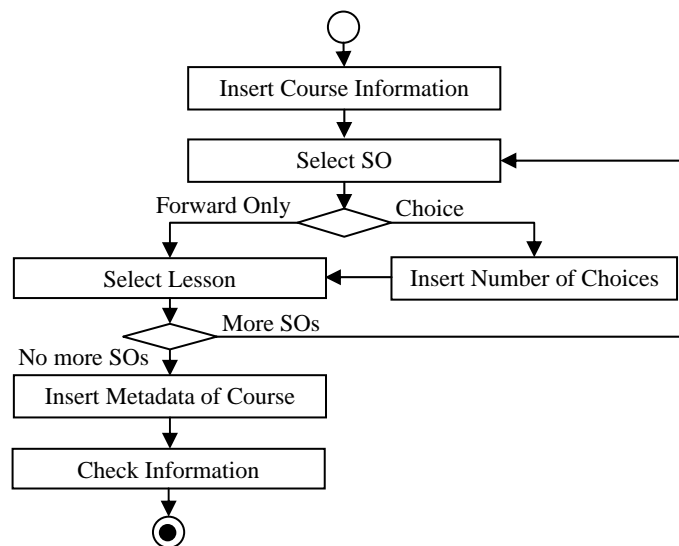 Insert Course Information
Select SO
Forward Only
Choice
Select Lesson
Insert Number of Choices
More SOs
No more SOs
Insert Metadata of Course
Check Information